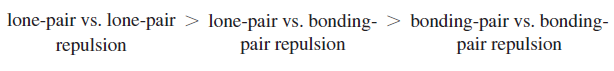 lone-pair vs. lone-pair > lone-pair vs. bonding- > bonding-pair vs. bonding-
repulsion pair repulsion pair repulsion